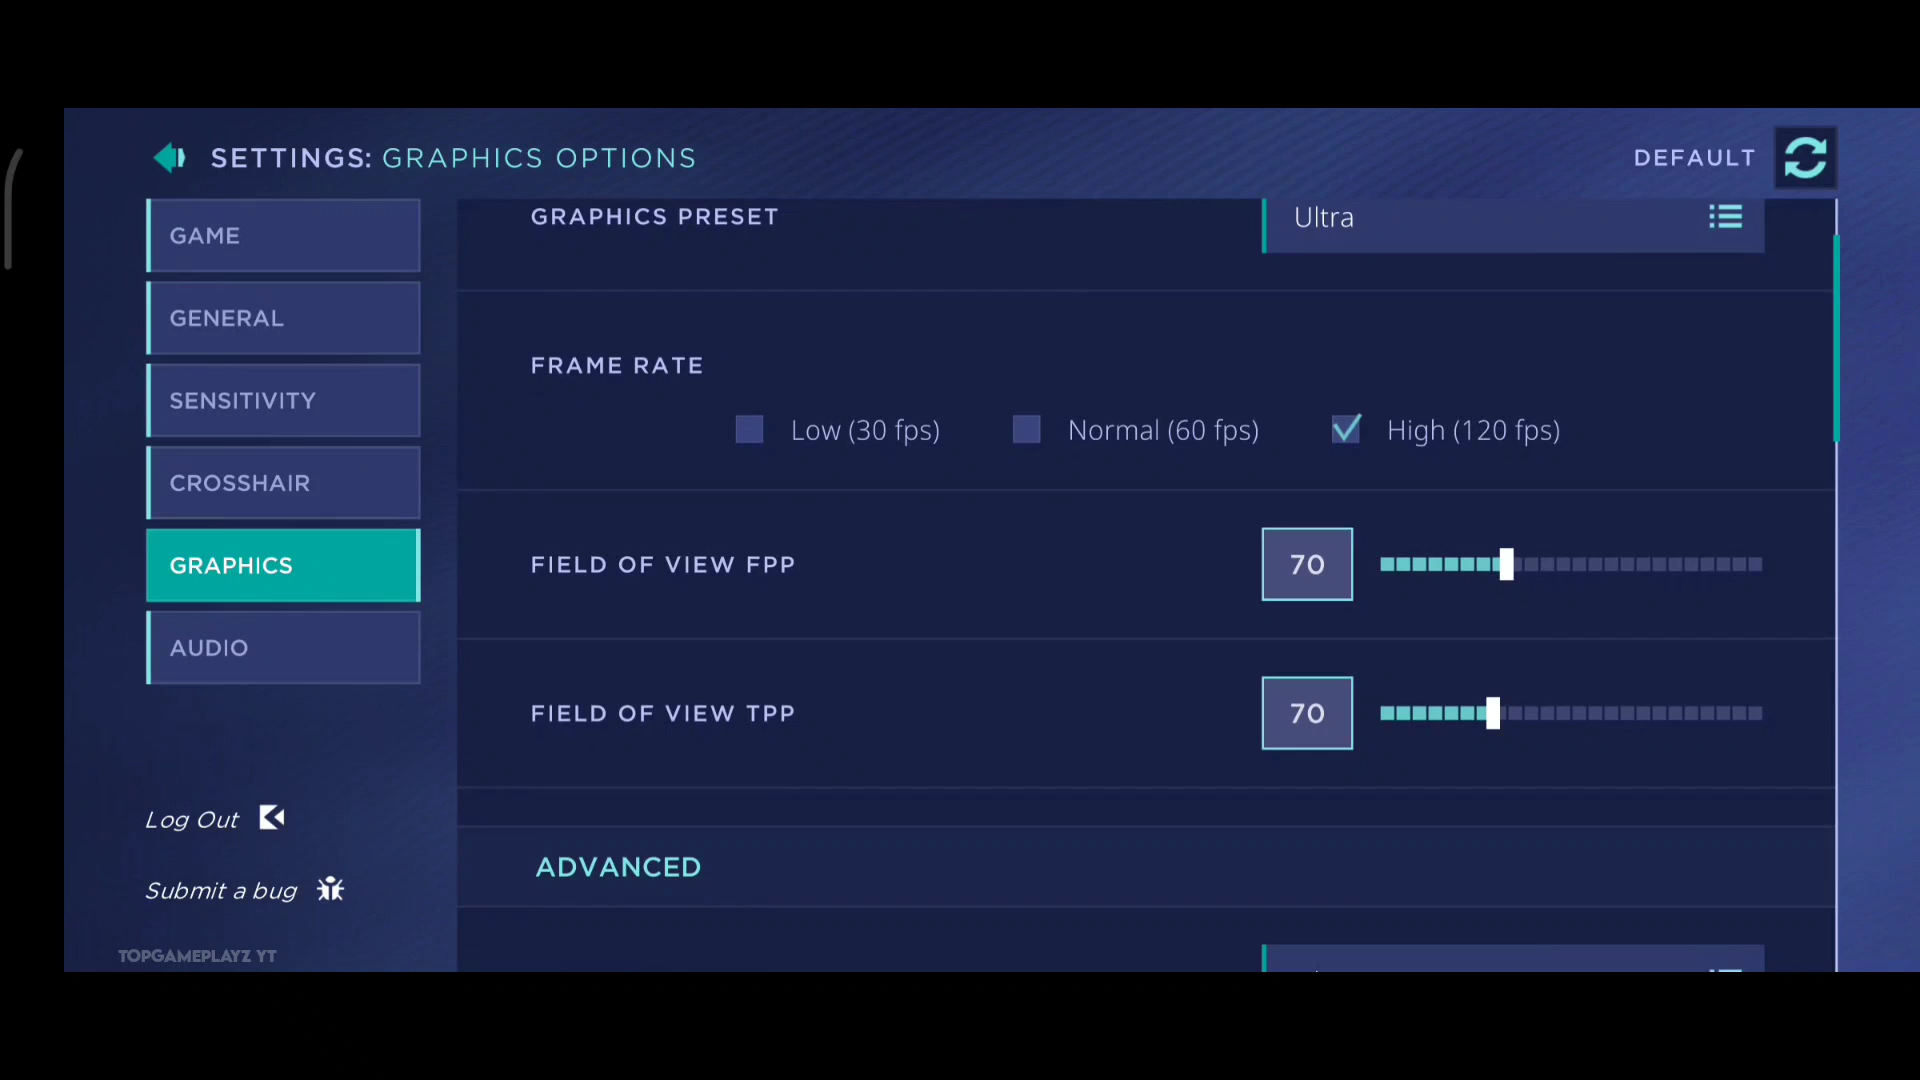 SETTINGS: GRAPHICS OPTIONS
DEFAULT
GAME
GENERAL
SENSITIVITY
CROSSHAIR
GRAPHICS
AUDIO
Log Out
Submit a bug
TOPGAMEPLAYZ YT
GRAPHICS PRESET
Ultra
FRAME RATE
Low (30 fps)
Normal (60 fps)
High (120 fps)
FIELD OF VIEW FPP
70
FIELD OF VIEW TPP
70
ADVANCED